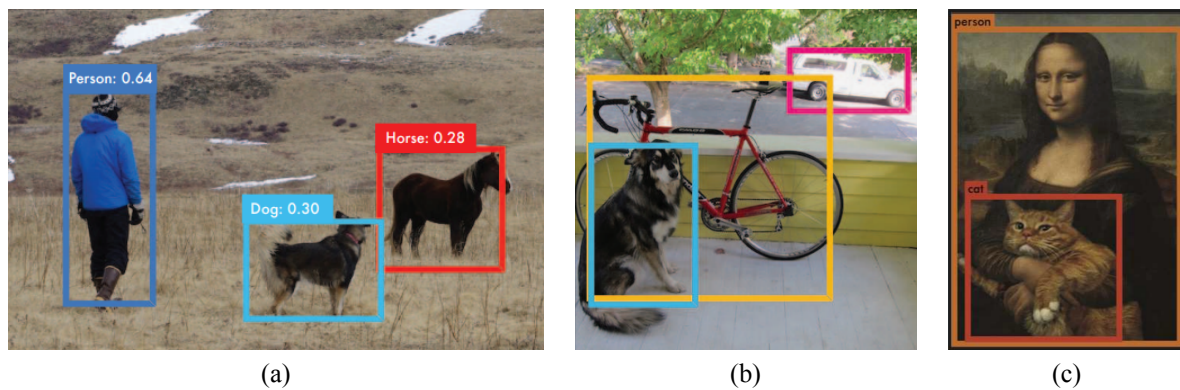 Person: 0.64
Horse: 0.28
Dog: 0.30
person
cat
(a)
(b)
(c)